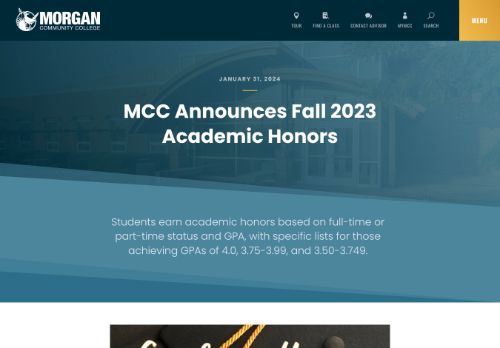 MORGAN
COMMUNITY COLLEGE
TOUR
FIND A CLASS
CONTACT ADVISOR
MYMCC
SEARCH
MENU
JANUARY 31, 2024
MCC Announces Fall 2023
Academic Honors
Students earn academic honors based on full-time or
part-time status and GPA, with specific lists for those
achieving GPAs of 4.0, 3.75-3.99, and 3.50-3.749.